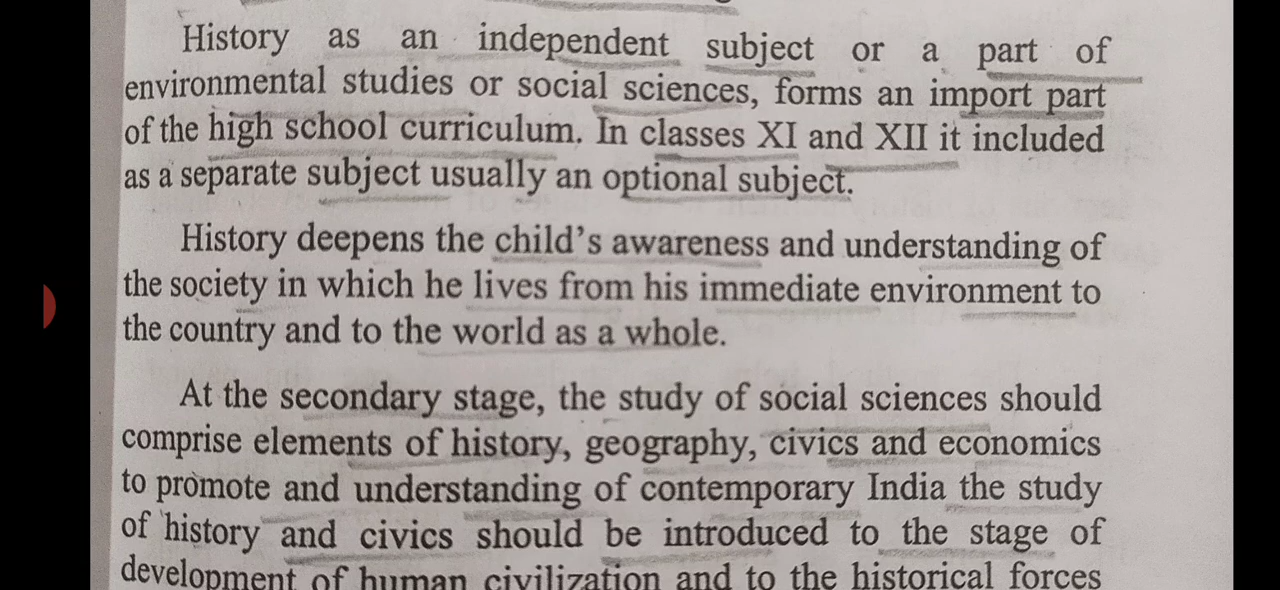 History as an independent subject or a part of
environmental studies or social sciences, forms an import part
of the high school curriculum. In classes XI and XII it included
as a separate subject usually an optional subject.
History deepens the child's awareness and understanding of
the society in which he lives from his immediate environment to
the country and to the world as a whole.
At the secondary stage, the study of social sciences should
comprise elements of history, geography, civics and economics
to promote and understanding of contemporary India the study
of history and civics should be introduced to the stage of
development of human civilization and to the historical forces